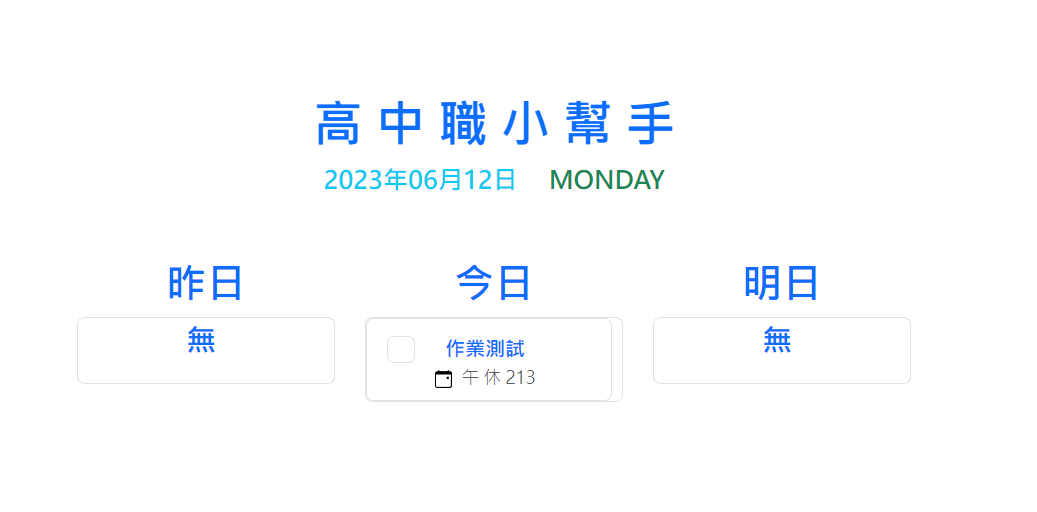 高中職小幫手
2023年06月12日 MONDAY
昨日
無
今日
作業測試
午休 213
明日
無